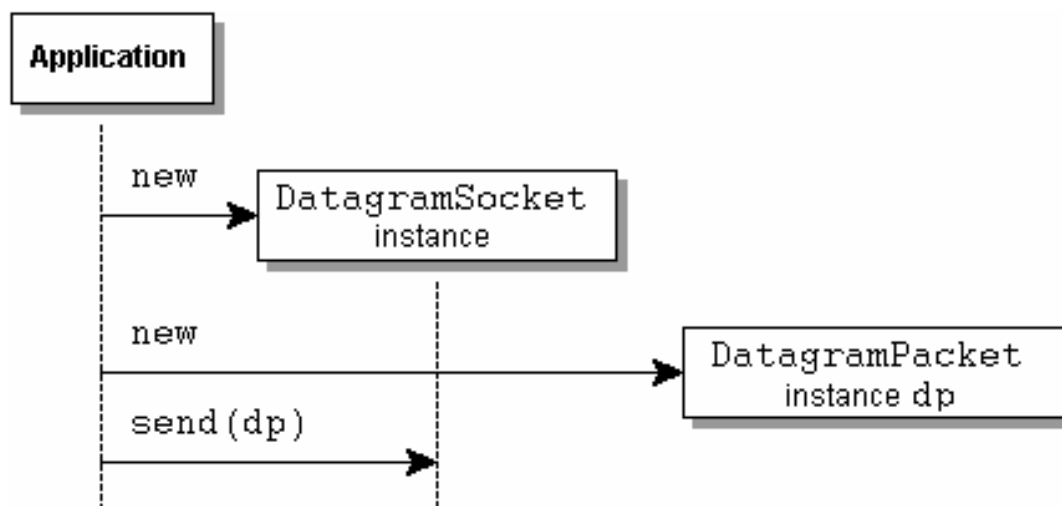 Application
new
DatagramSocket
instance
new
DatagramPacket
instance dp
send(dp)